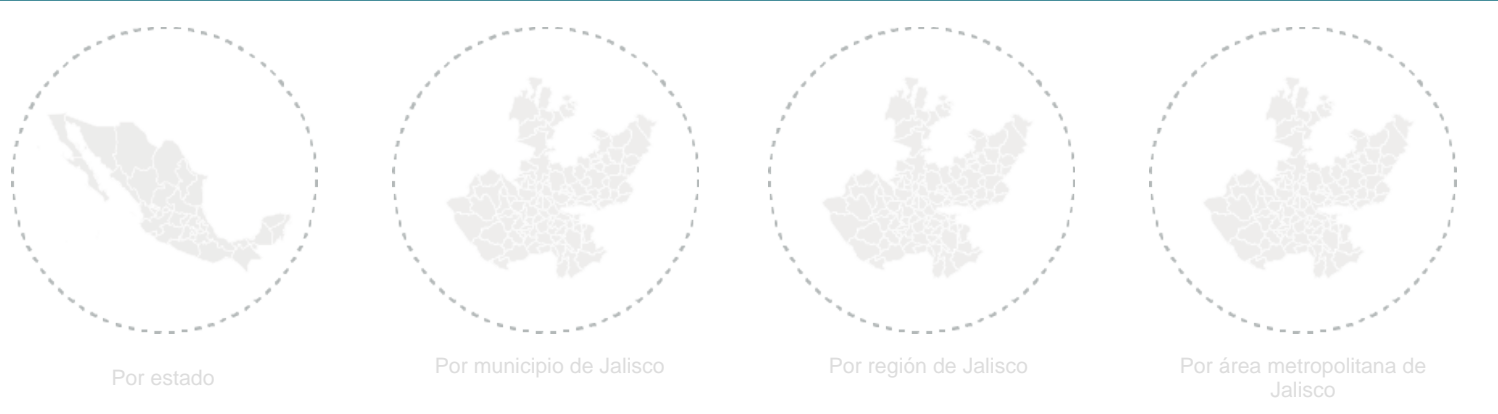 Por estado
Por municipio de Jalisco
Por región de Jalisco
Por área metropolitana de
Jalisco